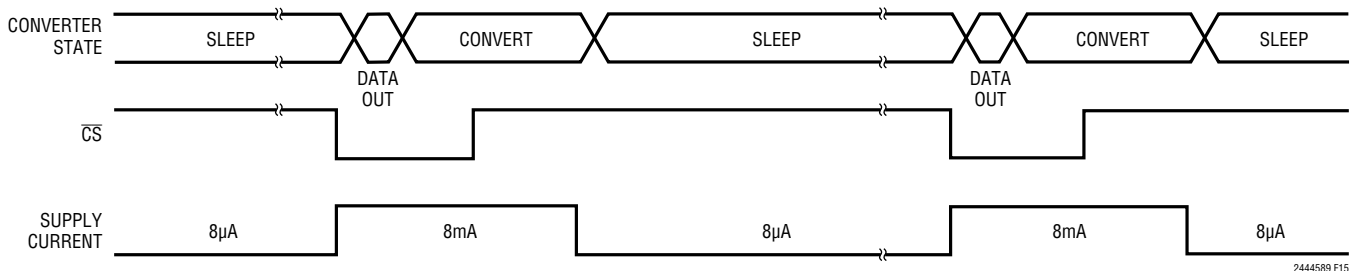 CONVERTER
STATE
SLEEP
CONVERT
SLEEP
CONVERT
SLEEP
DATA
OUT
DATA
OUT
CS
SUPPLY
CURRENT
8µA
8mA
8µA
8mA
8µA
2444589 F15